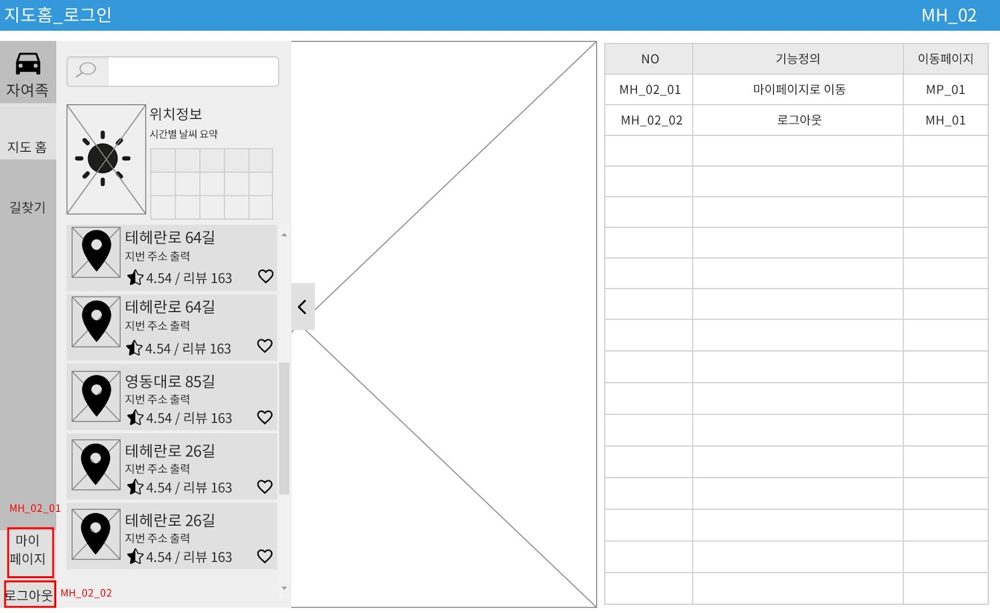 지도홈_로그인
MH_02
자여족
지도 홈
길찾기
MH_02_01
마이
페이지
로그아웃
MH_02_02
위치정보
시간별 날씨 요약
테헤란로 64길
지번 주소 출력
4.54 / 리뷰 163
테헤란로 64길
지번 주소 출력
4.54 / 리뷰 163
영동대로 85길
지번 주소 출력
4.54 / 리뷰 163
테헤란로 26길
지번 주소 출력
4.54 / 리뷰 163
테헤란로 26길
지번 주소 출력
4.54 / 리뷰 163
NO 기능정의 이동페이지
MH_02_01 마이페이지로 이동 MP_01
MH_02_02 로그아웃 MH_01